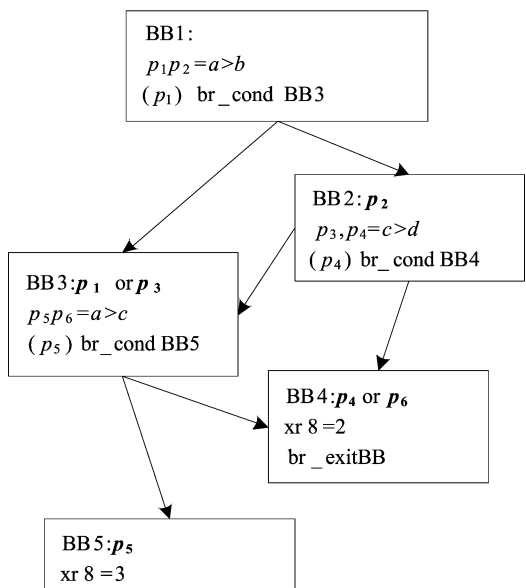 BB1:
p₁p₂=a>b
(p₁) br_cond BB3
BB2:p₂
p₃,p₄=c>d
(p₄) br_cond BB4
BB3:p₁ or p₃
p₅p₆=a>c
(p₅) br_cond BB5
BB4:p₄ or p₆
xr 8=2
br_exitBB
BB5:p₅
xr 8=3